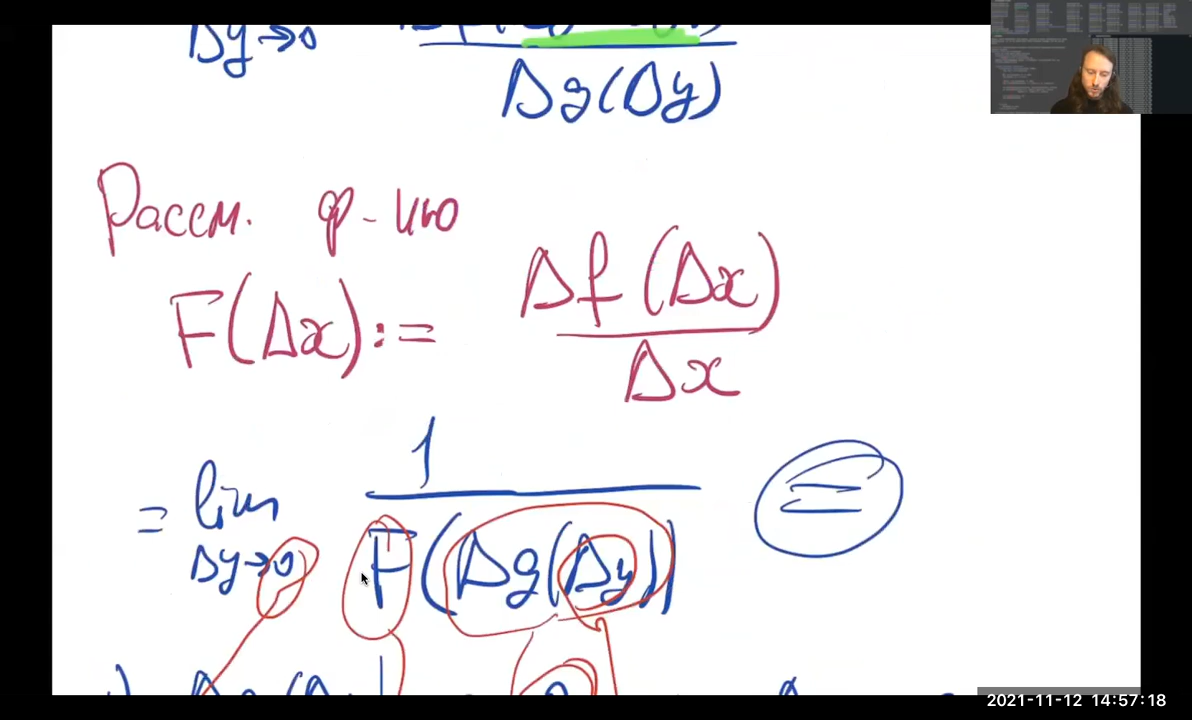 Δy→0
Δg(Δy)
Рассм. ф-ию
F(Δx):= Δf(Δx)
Δx
1
= lim =
Δy→0 F(Δg(Δy))
2021-11-12 14:57:18